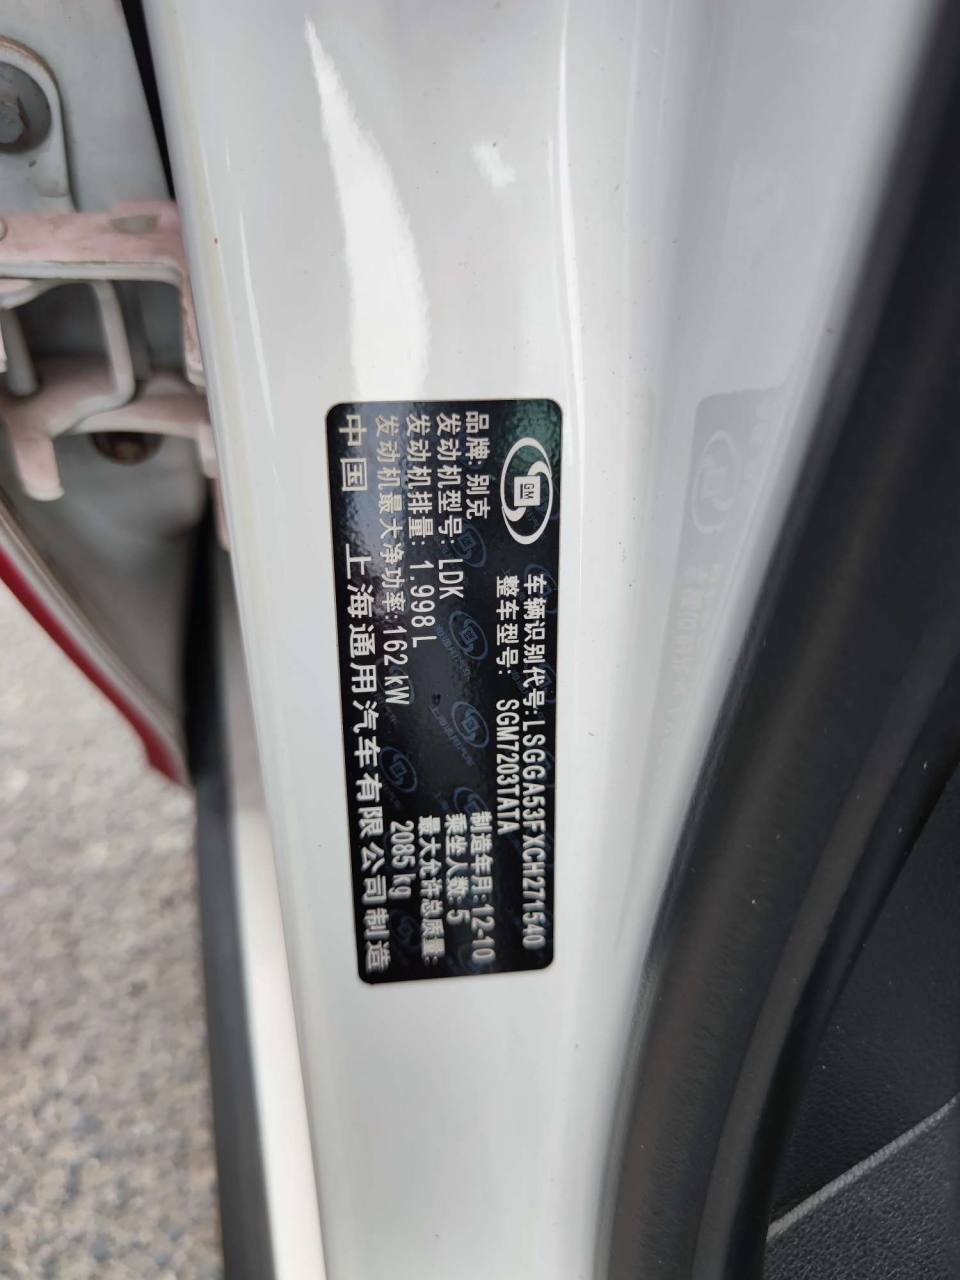 GM
车辆识别代号:LSGGA53FXCH271540
整车型号: SGM7203TATA
品牌:别克
制造年月:12-10
发动机型号: LDK
乘坐人数: 5
发动机排量: 1.998L
最大允许总质量:
发动机最大净功率:162kW
2085kg
中国 上海通用汽车有限公司制造